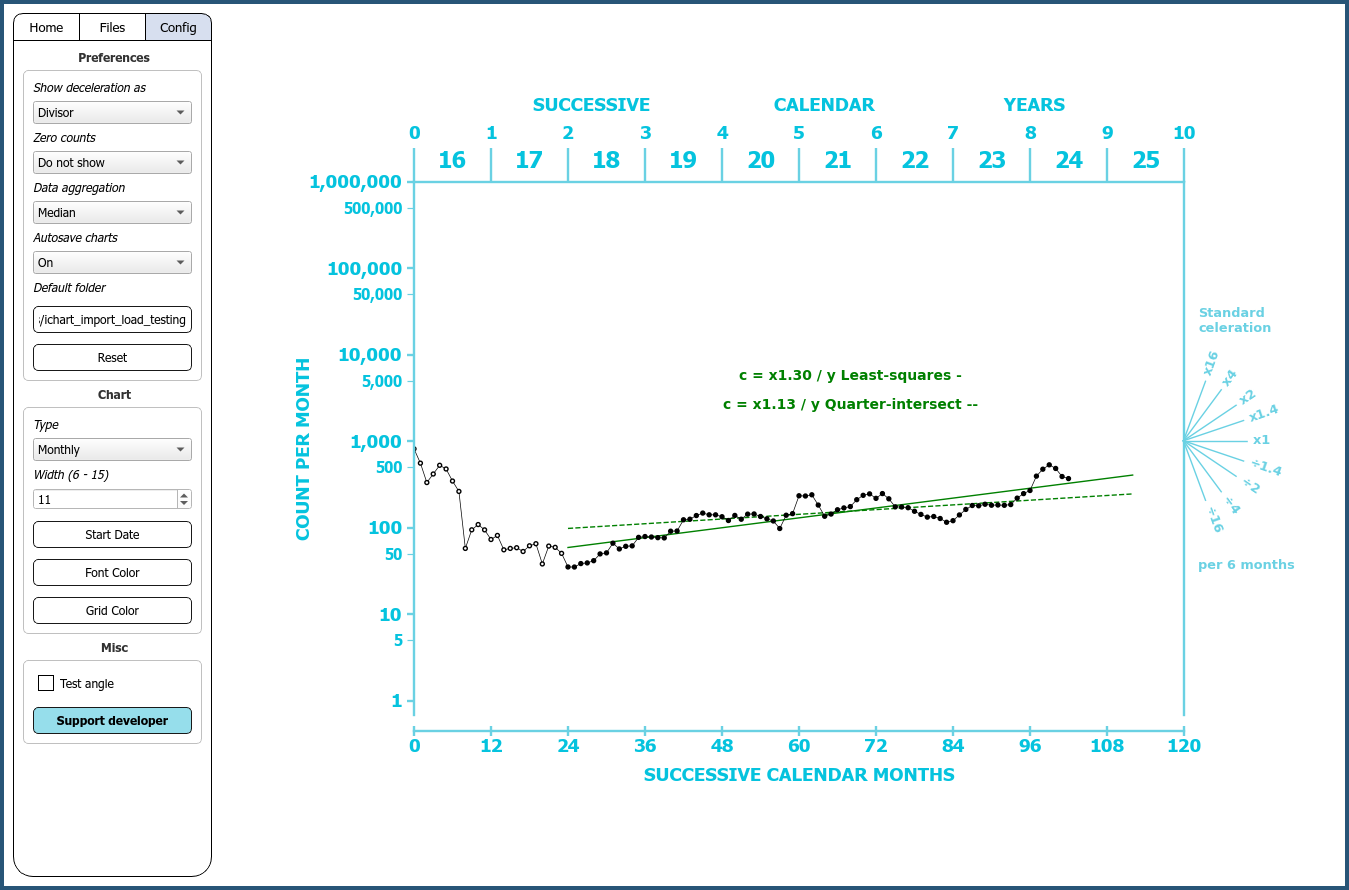 Home Files Config
Preferences
Show deceleration as
Divisor
Zero counts
Do not show
Data aggregation
Median
Autosave charts
On
Default folder
/ichart_import_load_testing
Reset
Chart
Type
Monthly
Width (6 - 15)
11
Start Date
Font Color
Grid Color
Misc
Test angle
Support developer
SUCCESSIVE CALENDAR YEARS
0 1 2 3 4 5 6 7 8 9 10
16 17 18 19 20 21 22 23 24 25
1,000,000
500,000
100,000
50,000
10,000
5,000
1,000
500
100
50
10
5
1
COUNT PER MONTH
c = x1.30 / y Least-squares -
c = x1.13 / y Quarter-intersect --
Standard
celeration
x16
x4
x2
x1.4
x1
÷1.4
÷2
÷4
÷16
per 6 months
0 12 24 36 48 60 72 84 96 108 120
SUCCESSIVE CALENDAR MONTHS